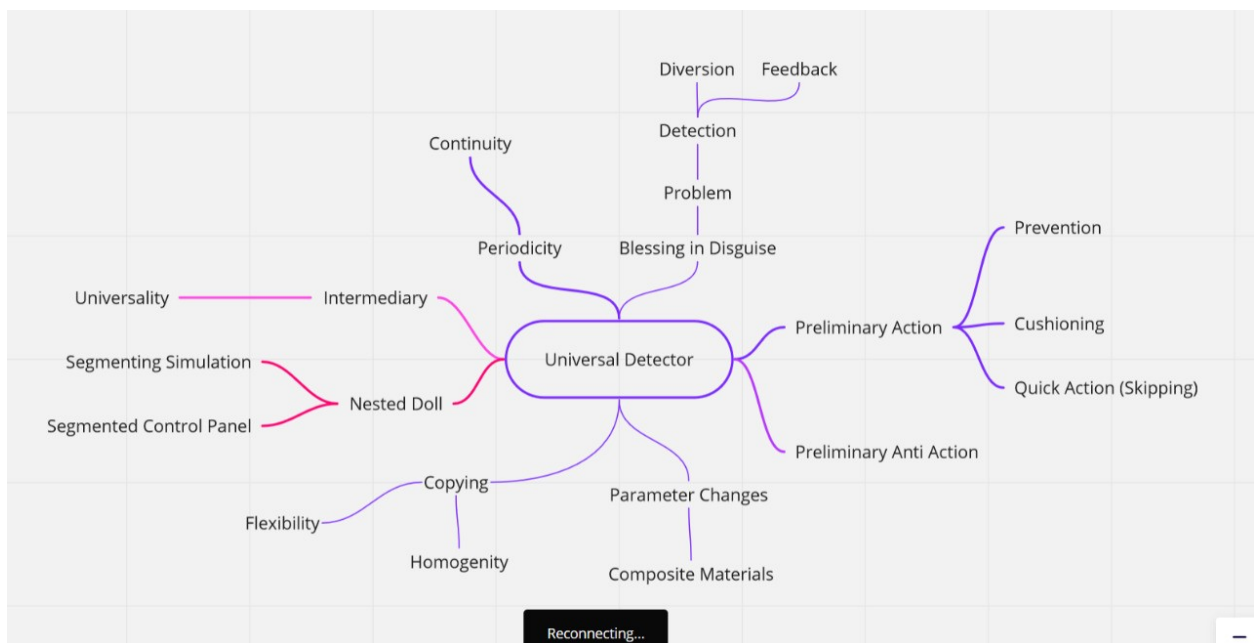 Diversion
Feedback
Detection
Continuity
Problem
Prevention
Periodicity
Blessing in Disguise
Universality
Intermediary
Preliminary Action
Cushioning
Universal Detector
Segmenting Simulation
Quick Action (Skipping)
Nested Doll
Segmented Control Panel
Preliminary Anti Action
Copying
Parameter Changes
Flexibility
Homogenity
Composite Materials
Reconnecting...